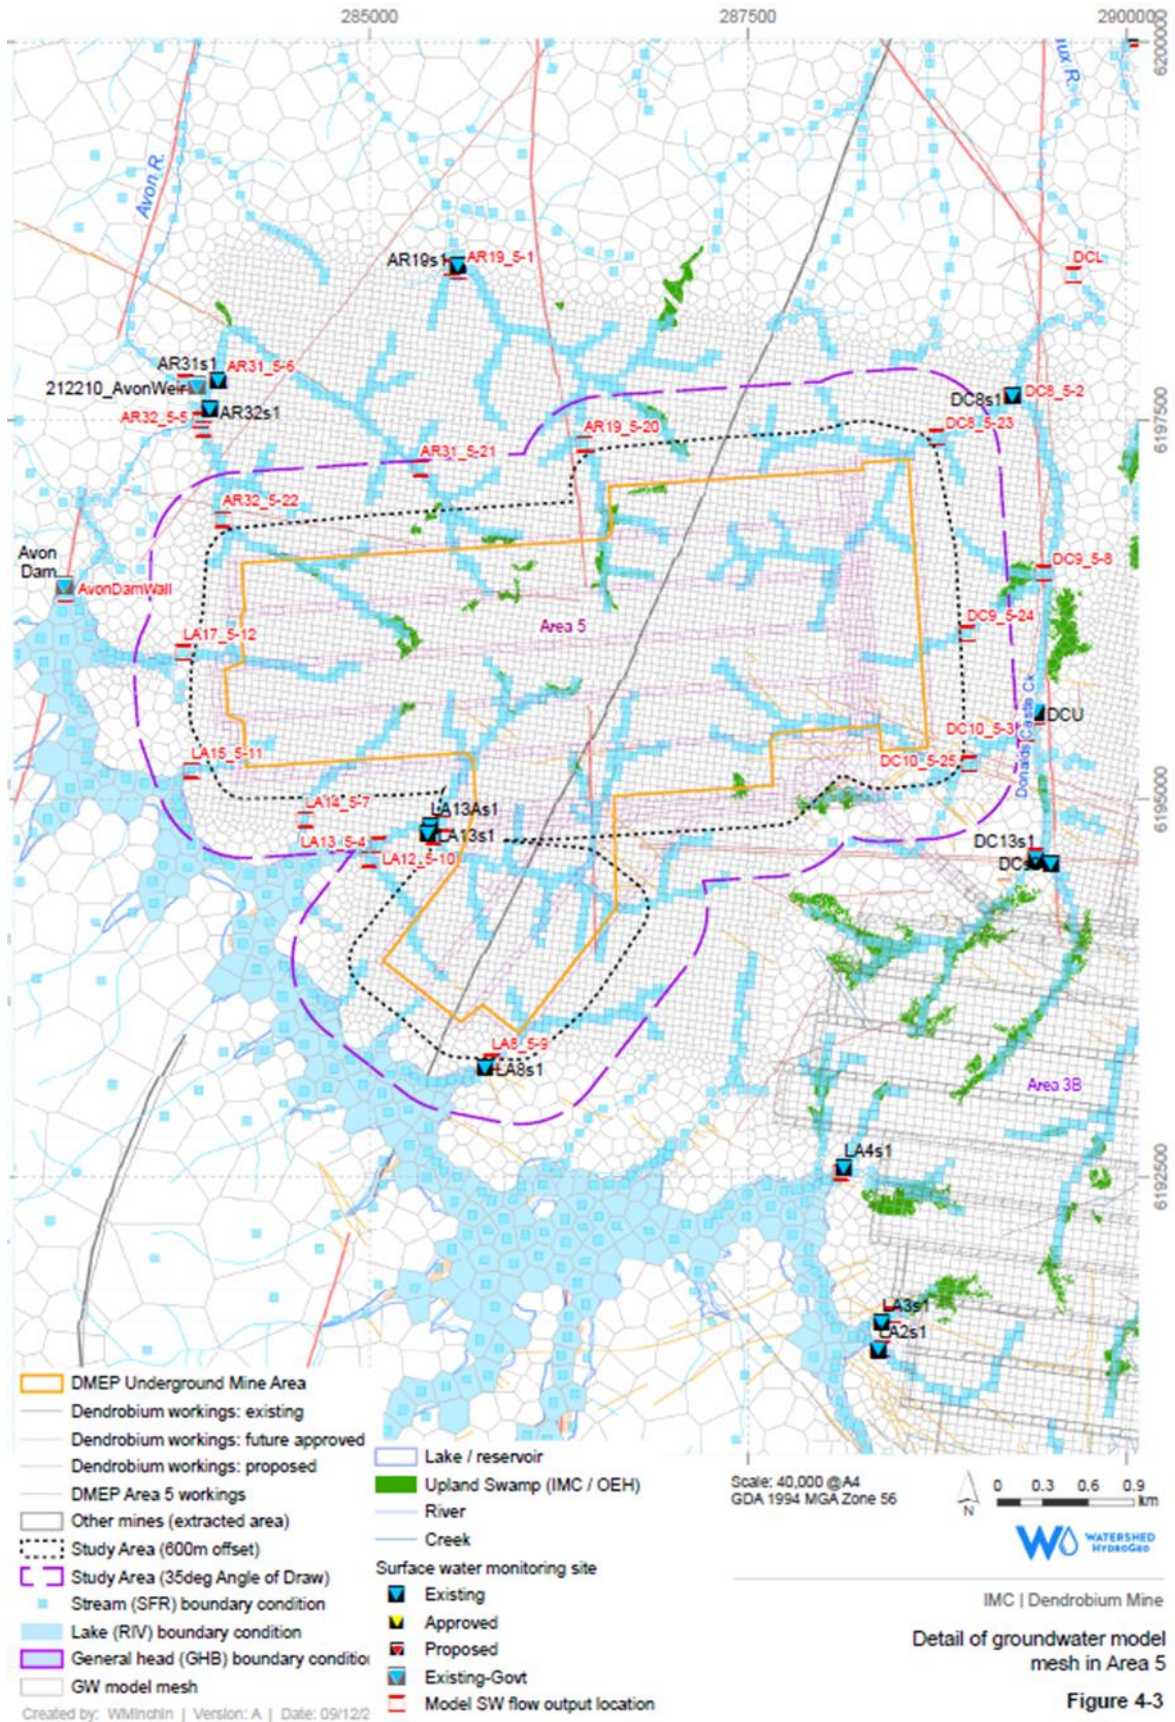 285000
287500
290000
6200000
Avon R.
ux R.
AR19s1
AR19_5-1
DCL
AR31s1
AR31_5-6
212210_AvonWeir
AR32_5-5
AR32s1
DC8s1
DC8_5-2
6197500
AR19_5-20
DC8_5-23
AR31_5-21
AR32_5-22
Avon
Dam
AvonDamWall
DC9_5-8
Area 5
DC9_5-24
LA17_5-12
Donalds Castle Ck
DCU
DC10_5-3
LA15_5-11
DC10_5-25
6195000
LA14_5-7
LA13As1
LA13_5-4
LA13s1
LA12_5-10
DC13s1
LA8_5-9
LA8s1
Area 3B
LA4s1
6192500
LA3s1
LA2s1
DMEP Underground Mine Area
Dendrobium workings: existing
Dendrobium workings: future approved
Dendrobium workings: proposed
DMEP Area 5 workings
Other mines (extracted area)
Study Area (600m offset)
Study Area (35deg Angle of Draw)
Stream (SFR) boundary condition
Lake (RIV) boundary condition
General head (GHB) boundary conditio
GW model mesh
Created by: WMinchin | Version: A | Date: 09/12/2
Lake / reservoir
Upland Swamp (IMC / OEH)
River
Creek
Surface water monitoring site
Existing
Approved
Proposed
Existing-Govt
Model SW flow output location
Scale: 40,000 @A4
GDA 1994 MGA Zone 56
N
0 0.3 0.6 0.9
km
WATERSHED
HYDROGEO
IMC | Dendrobium Mine
Detail of groundwater model
mesh in Area 5
Figure 4-3